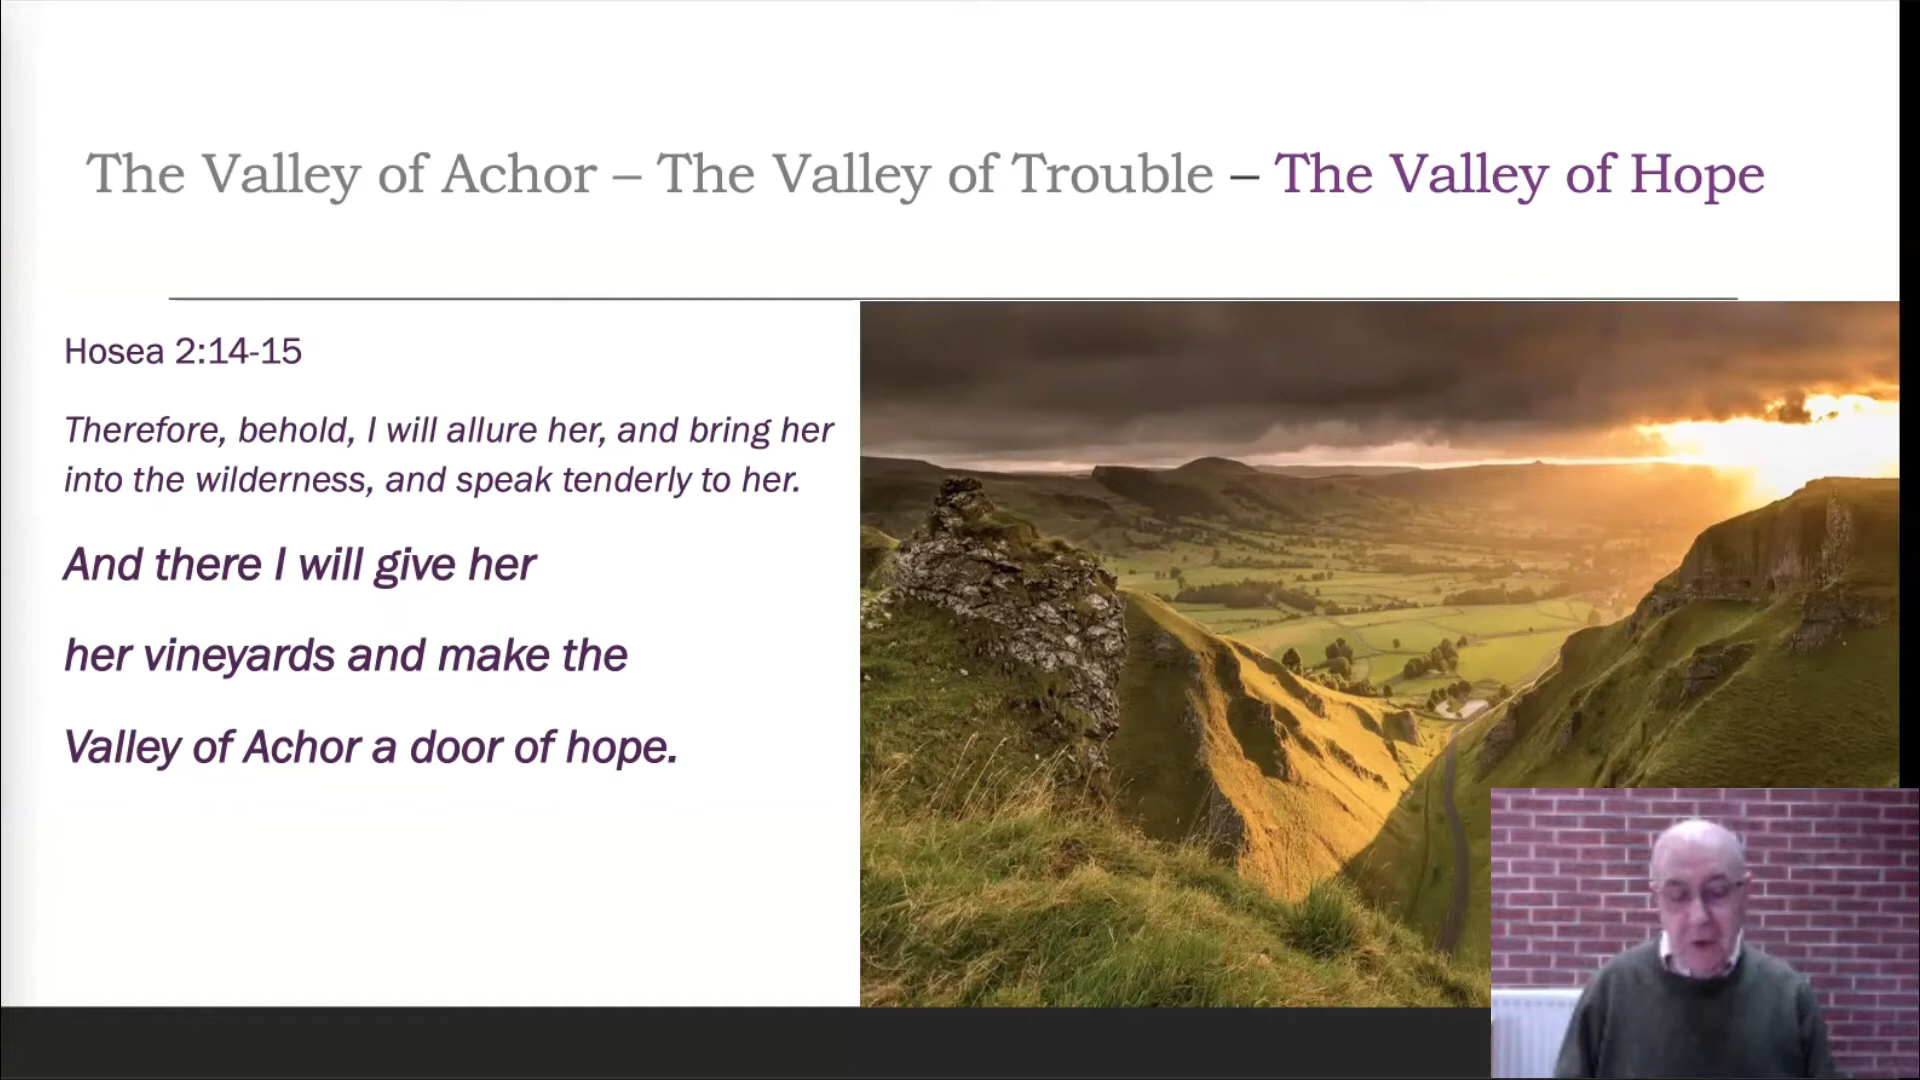 The Valley of Achor – The Valley of Trouble – The Valley of Hope
Hosea 2:14-15
Therefore, behold, I will allure her, and bring her
into the wilderness, and speak tenderly to her.
And there I will give her
her vineyards and make the
Valley of Achor a door of hope.